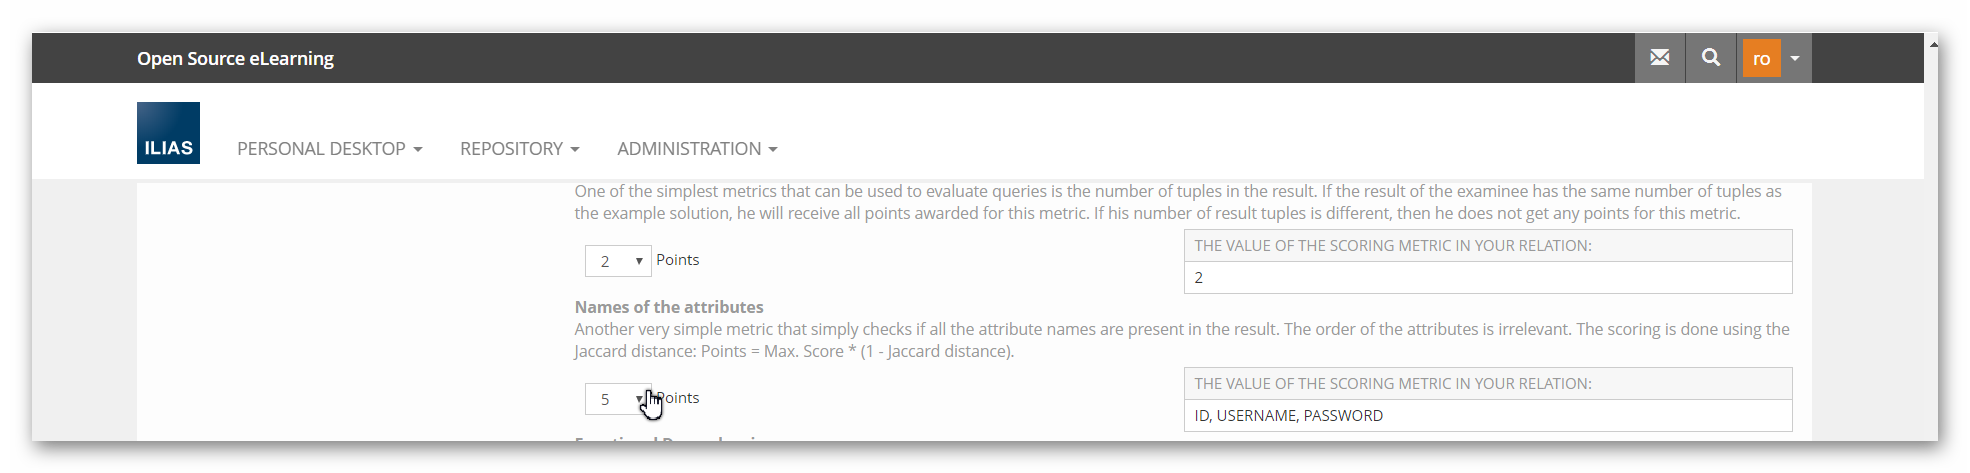 Open Source eLearning
ro
ILIAS
PERSONAL DESKTOP
REPOSITORY
ADMINISTRATION
One of the simplest metrics that can be used to evaluate queries is the number of tuples in the result. If the result of the examinee has the same number of tuples as
the example solution, he will receive all points awarded for this metric. If his number of result tuples is different, then he does not get any points for this metric.
2
Points
THE VALUE OF THE SCORING METRIC IN YOUR RELATION:
2
Names of the attributes
Another very simple metric that simply checks if all the attribute names are present in the result. The order of the attributes is irrelevant. The scoring is done using the
Jaccard distance: Points = Max. Score * (1 - Jaccard distance).
5
Points
THE VALUE OF THE SCORING METRIC IN YOUR RELATION:
ID, USERNAME, PASSWORD